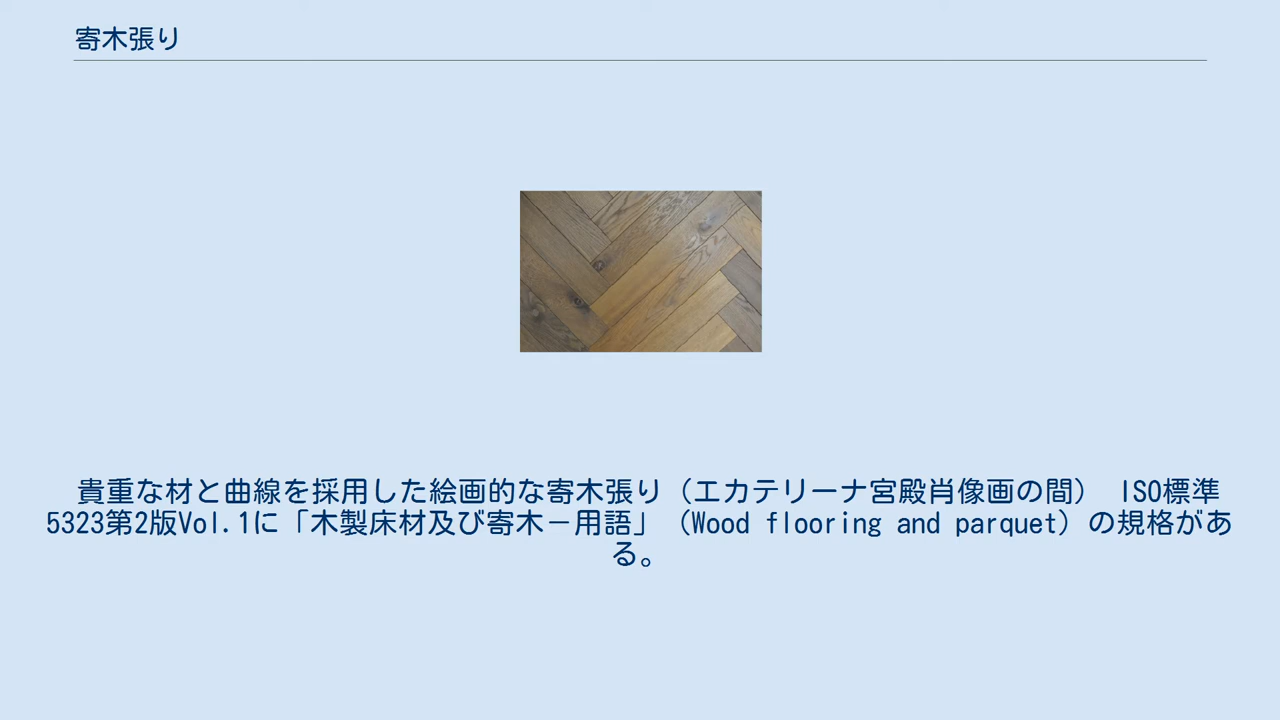 寄木張り
貴重な材と曲線を採用した絵画的な寄木張り（エカテリーナ宮殿肖像画の間） ISO標準
5323第2版Vol.1に「木製床材及び寄木－用語」（Wood flooring and parquet）の規格があ
る。